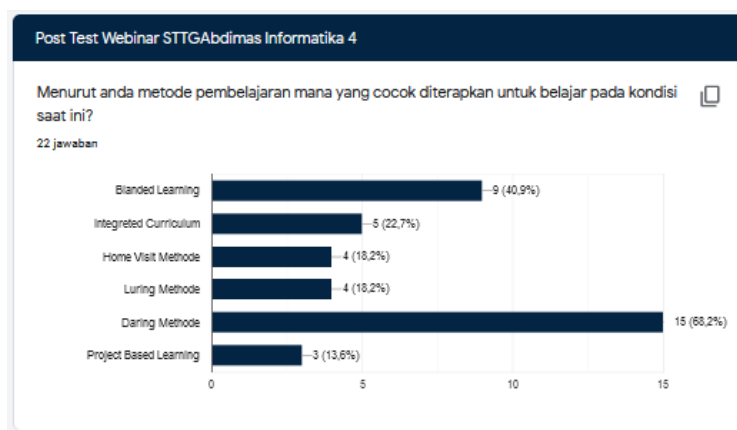 Post Test Webinar STTGAbdimas Informatika 4
Menurut anda metode pembelajaran mana yang cocok diterapkan untuk belajar pada kondisi
saat ini?
22 jawaban
Blanded Learning 9 (40,9%)
Integreted Curriculum 5 (22,7%)
Home Visit Methode 4 (18,2%)
Luring Methode 4 (18,2%)
Daring Methode 15 (68,2%)
Project Based Learning 3 (13,6%)
0 5 10 15